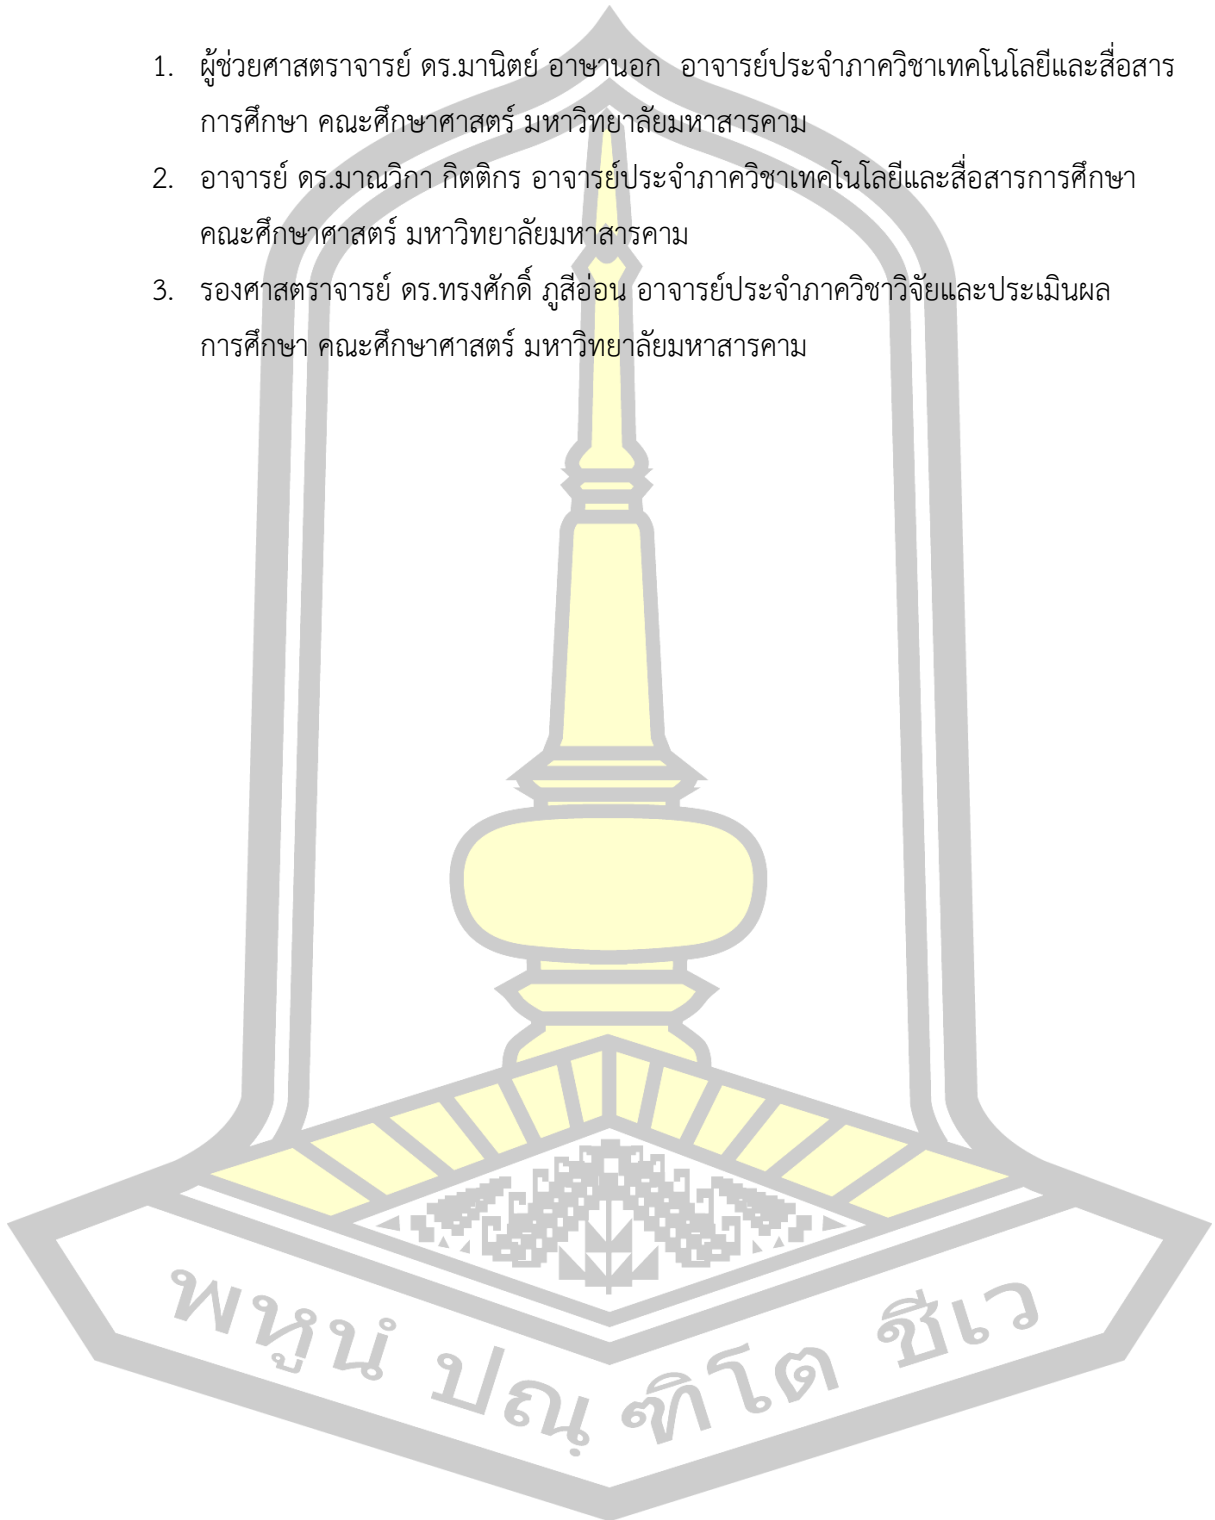 1. ผู้ช่วยศาสตราจารย์ ดร.มานิตย์ อาษานอก  อาจารย์ประจำภาควิชาเทคโนโลยีและสื่อสาร
การศึกษา คณะศึกษาศาสตร์ มหาวิทยาลัยมหาสารคาม
2. อาจารย์ ดร.มาณวิกา กิตติกร อาจารย์ประจำภาควิชาเทคโนโลยีและสื่อสารการศึกษา
คณะศึกษาศาสตร์ มหาวิทยาลัยมหาสารคาม
3. รองศาสตราจารย์ ดร.ทรงศักดิ์ ภูสีอ่อน อาจารย์ประจำภาควิชาวิจัยและประเมินผล
การศึกษา คณะศึกษาศาสตร์ มหาวิทยาลัยมหาสารคาม
พหูนํ ปณฺฑิโต ชีเว